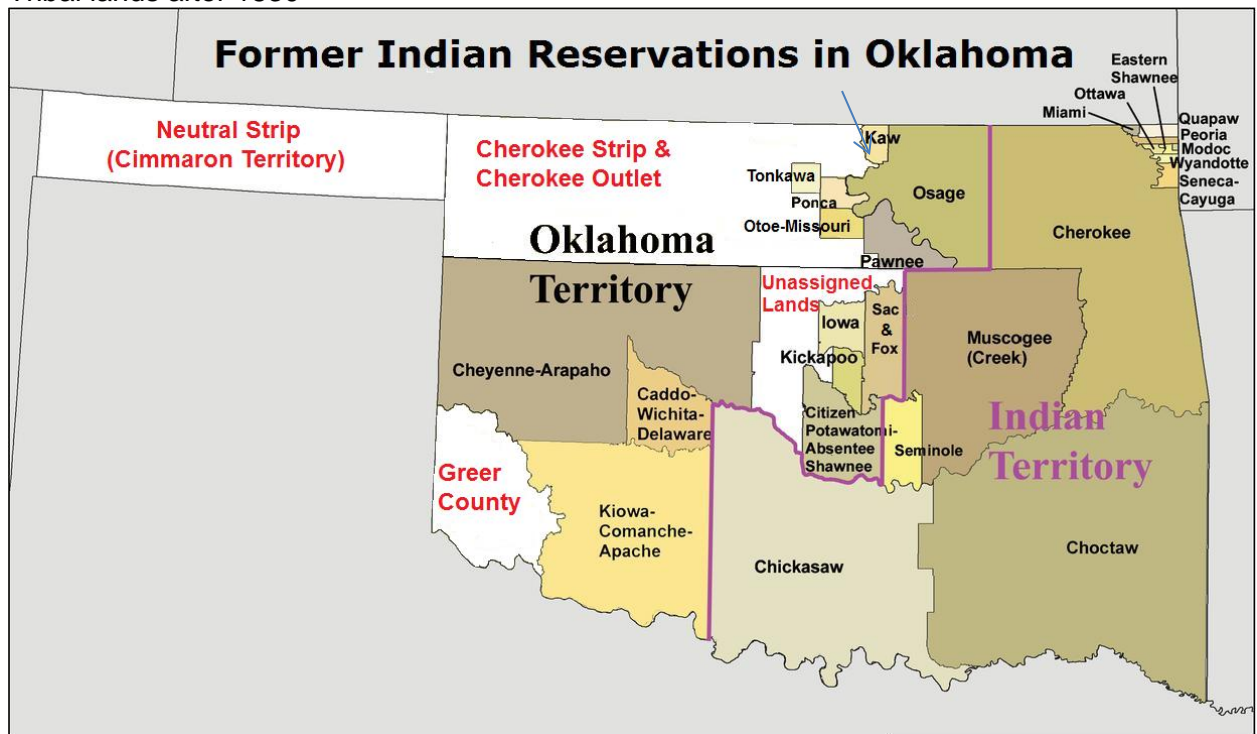 Tribal lands after
Former Indian Reservations in Oklahoma
Eastern
Shawnee
Ottawa
Miami
Quapaw
Peoria
Modoc
Wyandotte
Seneca-
Cayuga
Neutral Strip
(Cimmaron Territory)
Cherokee Strip &
Cherokee Outlet
Kaw
Tonkawa
Ponca
Otoe-Missouri
Osage
Pawnee
Cherokee
Oklahoma
Territory
Unassigned
Lands
Iowa
Sac
&
Fox
Kickapoo
Muscogee
(Creek)
Cheyenne-Arapaho
Caddo-
Wichita-
Delaware
Citizen
Potawatomi-
Absentee
Shawnee
Seminole
Indian
Territory
Greer
County
Kiowa-
Comanche-
Apache
Chickasaw
Choctaw